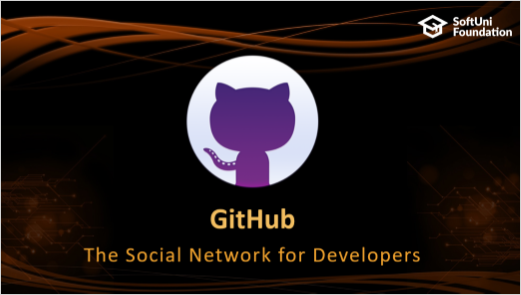 SoftUni
Foundation
GitHub
The Social Network for Developers